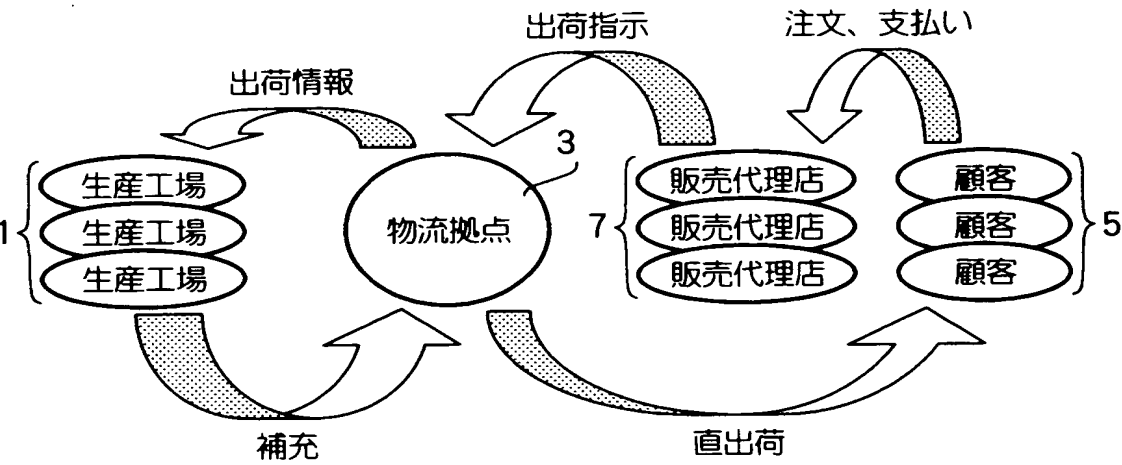 注文、支払い
出荷指示
出荷情報
3
1
生産工場
生産工場
生産工場
物流拠点
7
販売代理店
販売代理店
販売代理店
顧客
顧客
顧客
5
補充
直出荷